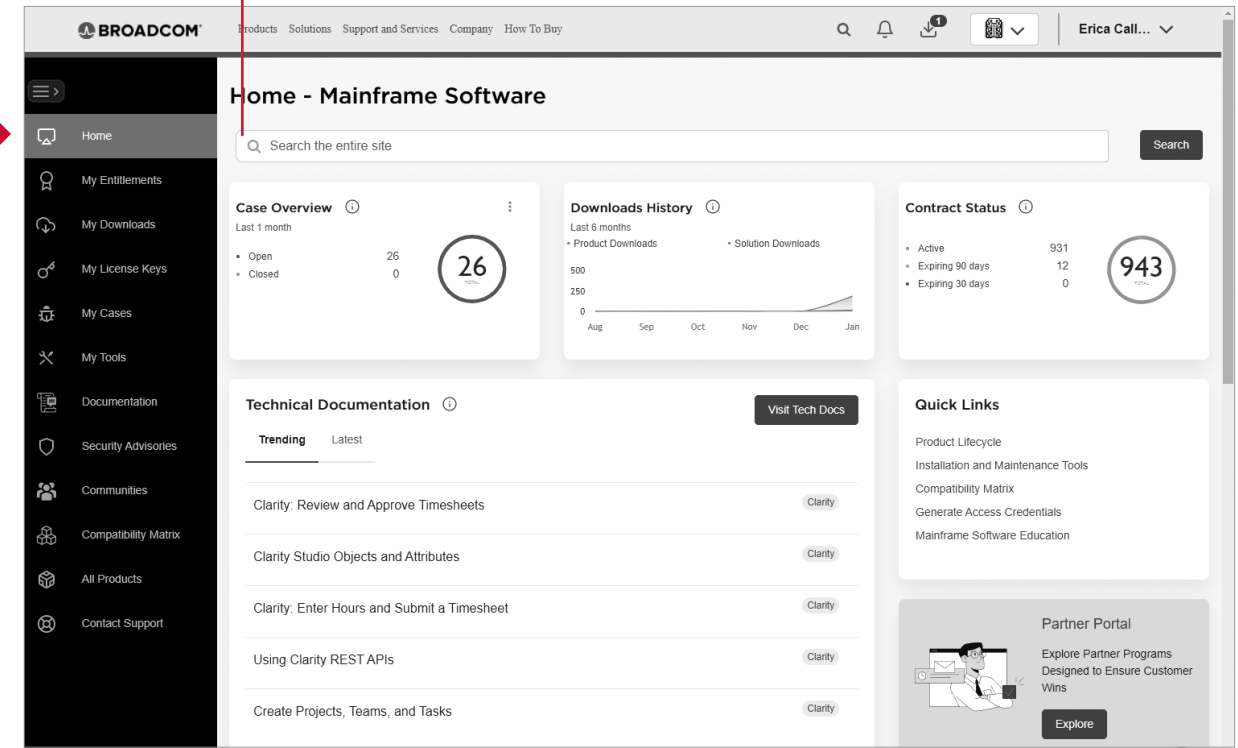 BROADCOM
Products Solutions Support and Services Company How To Buy
1
Erica Call...
Home - Mainframe Software
Search the entire site
Search
Home
My Entitlements
My Downloads
My License Keys
My Cases
My Tools
Documentation
Security Advisories
Communities
Compatibility Matrix
All Products
Contact Support
Case Overview
Last 1 month
Open 26
Closed 0
26
TOTAL
Downloads History
Last 6 months
Product Downloads Solution Downloads
500
250
0
Aug Sep Oct Nov Dec Jan
Contract Status
Active 931
Expiring 90 days 12
Expiring 30 days 0
943
TOTAL
Technical Documentation
Visit Tech Docs
Trending Latest
Clarity: Review and Approve Timesheets Clarity
Clarity Studio Objects and Attributes Clarity
Clarity: Enter Hours and Submit a Timesheet Clarity
Using Clarity REST APIs Clarity
Create Projects, Teams, and Tasks Clarity
Quick Links
Product Lifecycle
Installation and Maintenance Tools
Compatibility Matrix
Generate Access Credentials
Mainframe Software Education
Partner Portal
Explore Partner Programs
Designed to Ensure Customer
Wins
Explore